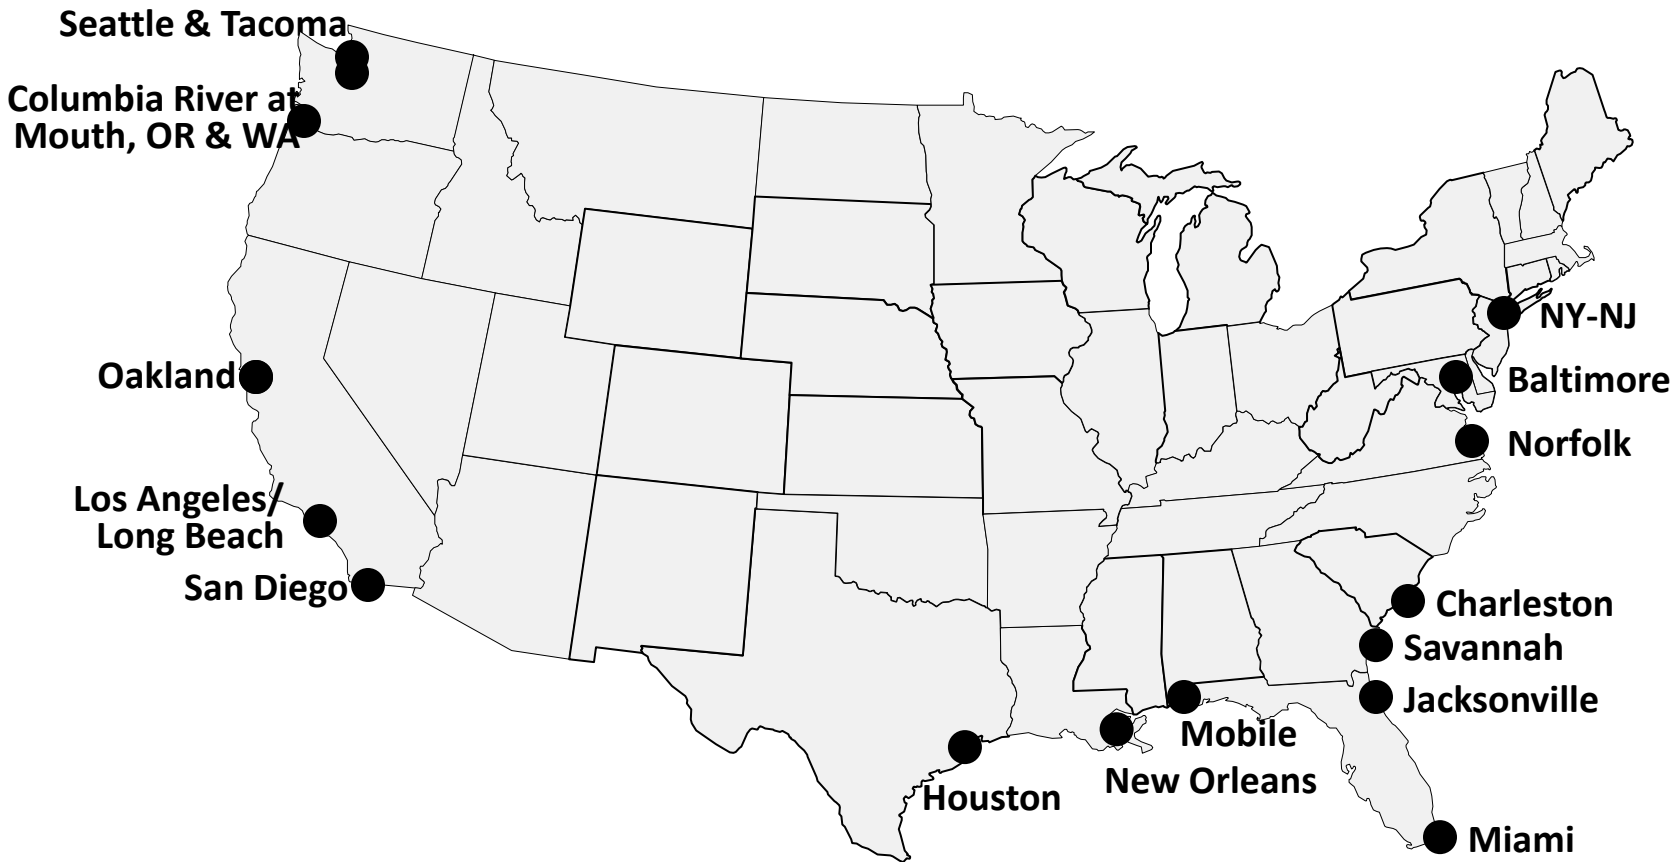 Seattle & Tacoma
Columbia River at
Mouth, OR & WA
NY-NJ
Oakland
Baltimore
Norfolk
Los Angeles/
Long Beach
San Diego
Charleston
Savannah
Jacksonville
Mobile
New Orleans
Houston
Miami